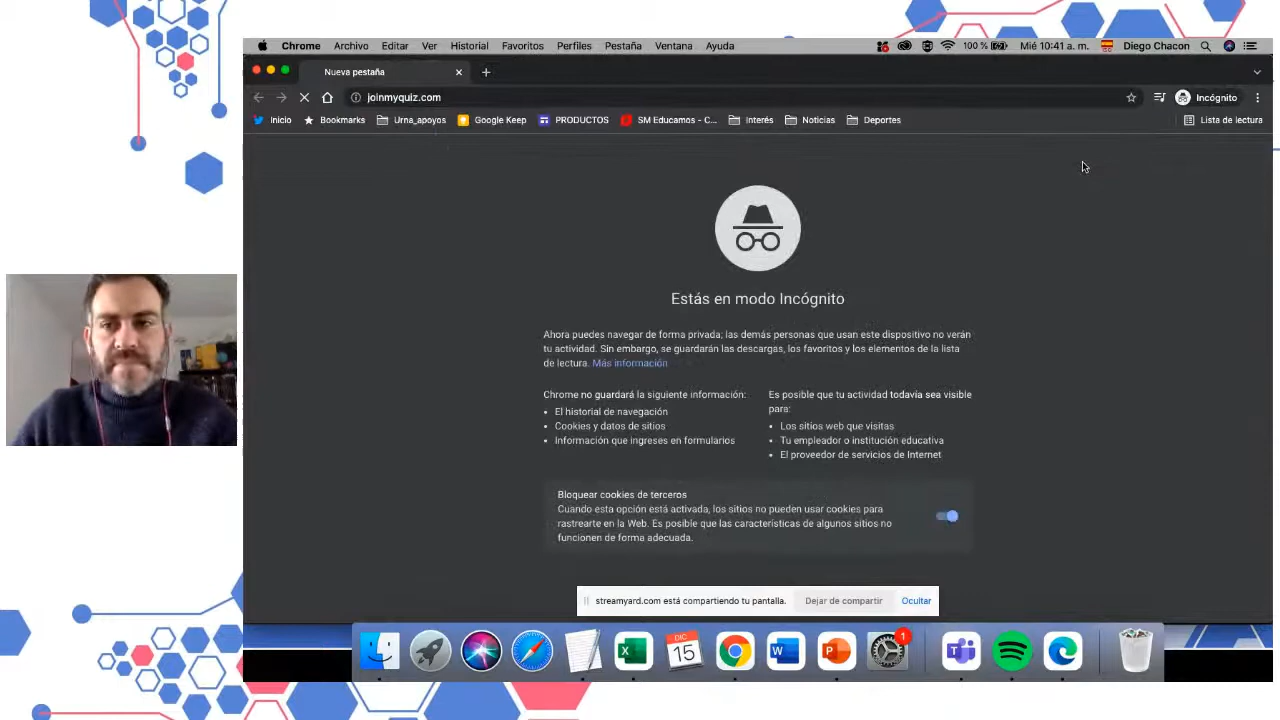 Chrome Archivo Editar Ver Historial Favoritos Perfiles Pestaña Ventana Ayuda 100 % Mié 10:41 a. m. Diego Chacon
Nueva pestaña
joinmyquiz.com Incógnito
Inicio Bookmarks Urna_apoyos Google Keep PRODUCTOS SM Educamos - C... Interés Noticias Deportes Lista de lectura
Estás en modo Incógnito
Ahora puedes navegar de forma privada; las demás personas que usan este dispositivo no verán
tu actividad. Sin embargo, se guardarán las descargas, los favoritos y los elementos de la lista
de lectura. Más información
Chrome no guardará la siguiente información:
El historial de navegación
Cookies y datos de sitios
Información que ingreses en formularios
Es posible que tu actividad todavía sea visible
para:
Los sitios web que visitas
Tu empleador o institución educativa
El proveedor de servicios de Internet
Bloquear cookies de terceros
Cuando esta opción está activada, los sitios no pueden usar cookies para
rastrearte en la Web. Es posible que las características de algunos sitios no
funcionen de forma adecuada.
streamyard.com está compartiendo tu pantalla. Dejar de compartir Ocultar
DIC
15
X
W
P
1